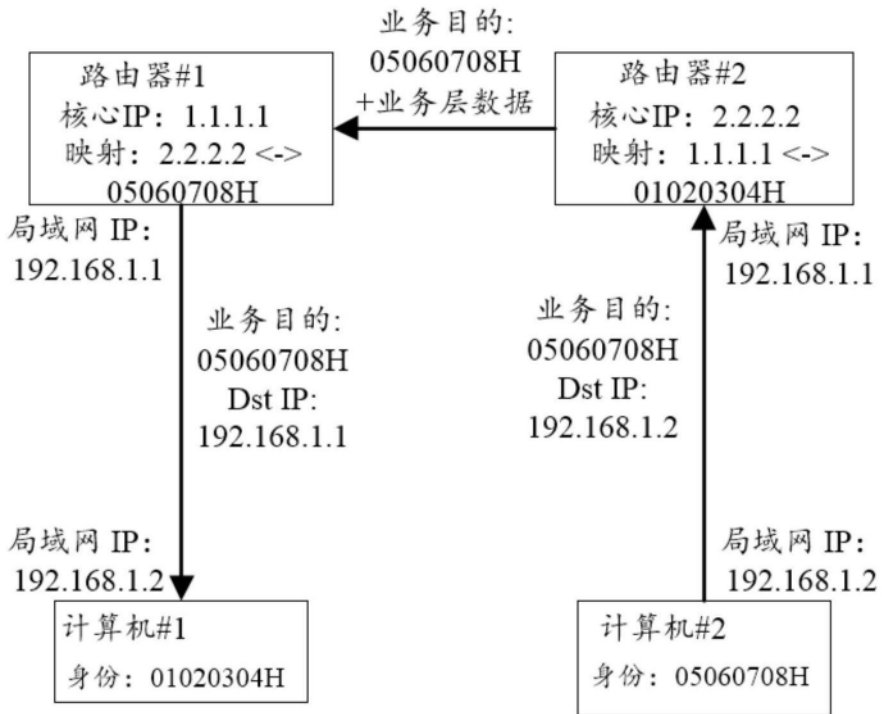 业务目的:
05060708H
+业务层数据
路由器#1
核心IP：1.1.1.1
映射：2.2.2.2 <->
05060708H
路由器#2
核心IP：2.2.2.2
映射：1.1.1.1 <->
01020304H
局域网 IP：
192.168.1.1
局域网 IP：
192.168.1.1
业务目的:
05060708H
Dst IP:
192.168.1.1
业务目的:
05060708H
Dst IP:
192.168.1.2
局域网 IP：
192.168.1.2
局域网 IP：
192.168.1.2
计算机#1
身份：01020304H
计算机#2
身份：05060708H